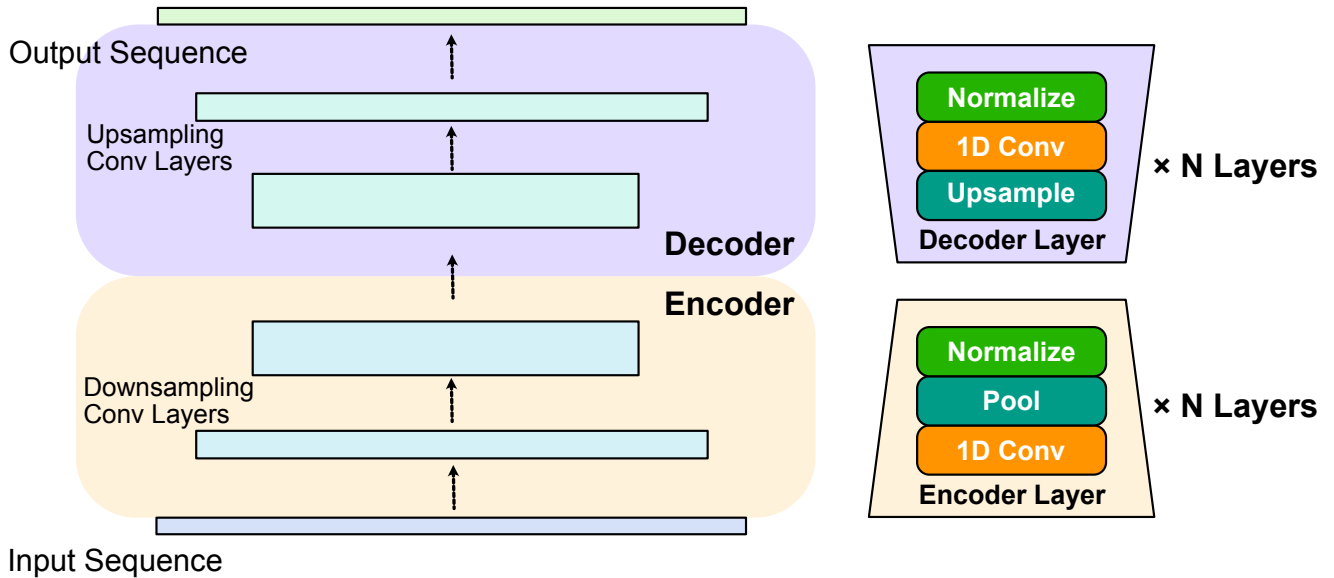 Output Sequence
Upsampling
Conv Layers
Decoder
Encoder
Downsampling
Conv Layers
Input Sequence
Normalize
1D Conv
Upsample
Decoder Layer
× N Layers
Normalize
Pool
1D Conv
Encoder Layer
× N Layers